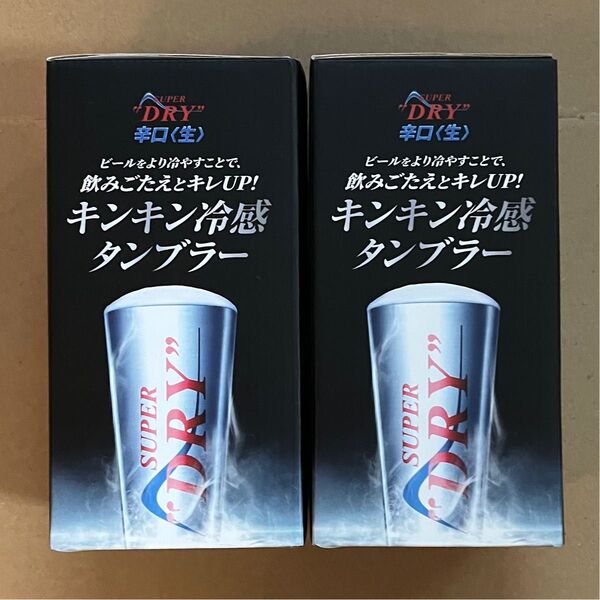 SUPER
"DRY"
辛口〈生〉
ビールをより冷やすことで、
飲みごたえとキレUP!
キンキン冷感
タンブラー
SUPER
"DRY"
SUPER
"DRY"
辛口〈生〉
ビールをより冷やすことで、
飲みごたえとキレUP!
キンキン冷感
タンブラー
SUPER
"DRY"